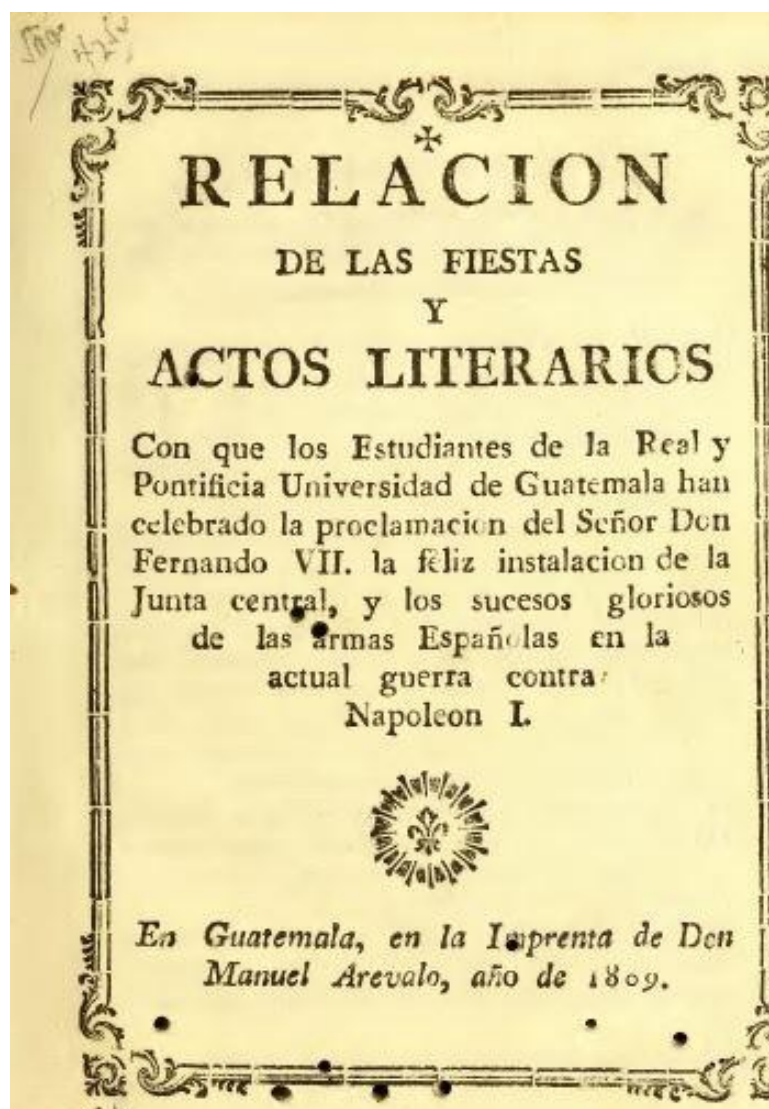 RELACION
DE LAS FIESTAS
Y
ACTOS LITERARIOS
Con que los Estudiantes de la Real y
Pontificia Universidad de Guatemala han
celebrado la proclamacion del Señor Don
Fernando VII. la feliz instalacion de la
Junta central, y los sucesos gloriosos
de las armas Españolas en la
actual guerra contra
Napoleon I.
En Guatemala, en la Imprenta de Don
Manuel Arevalo, año de 1809.